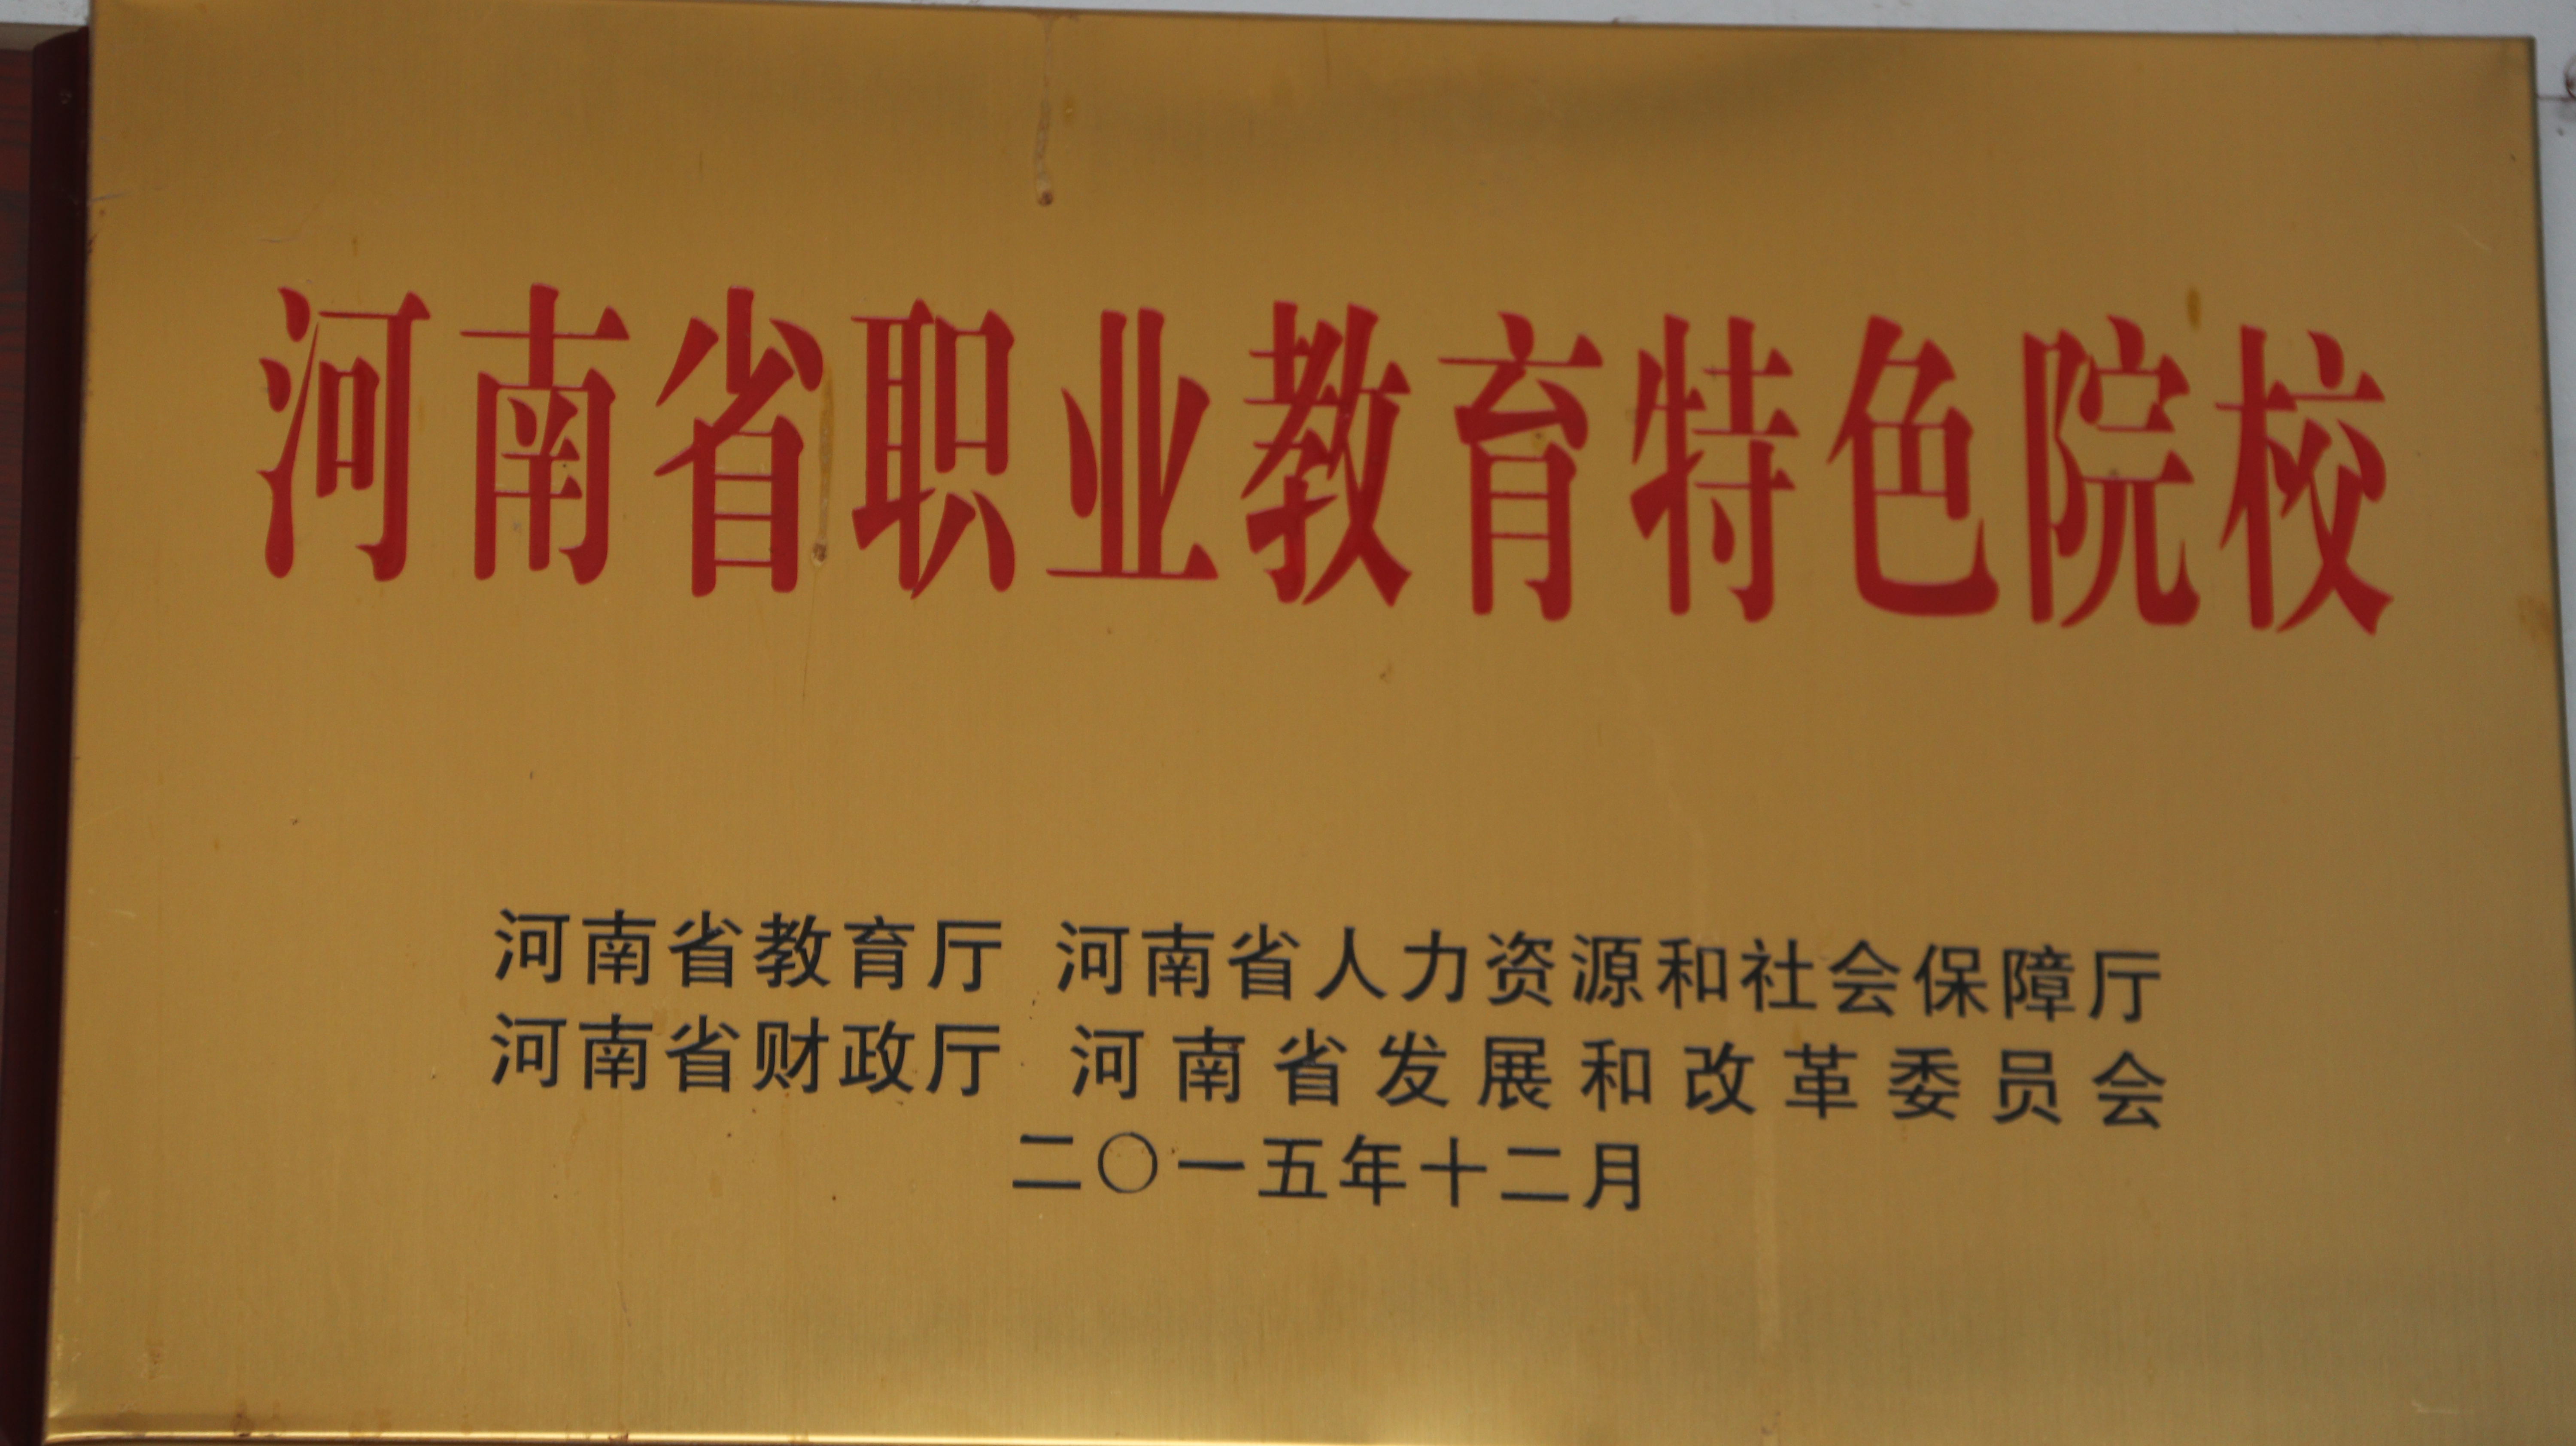 河南省职业教育特色院校
河南省教育厅 河南省人力资源和社会保障厅
河南省财政厅 河南省发展和改革委员会
二〇一五年十二月